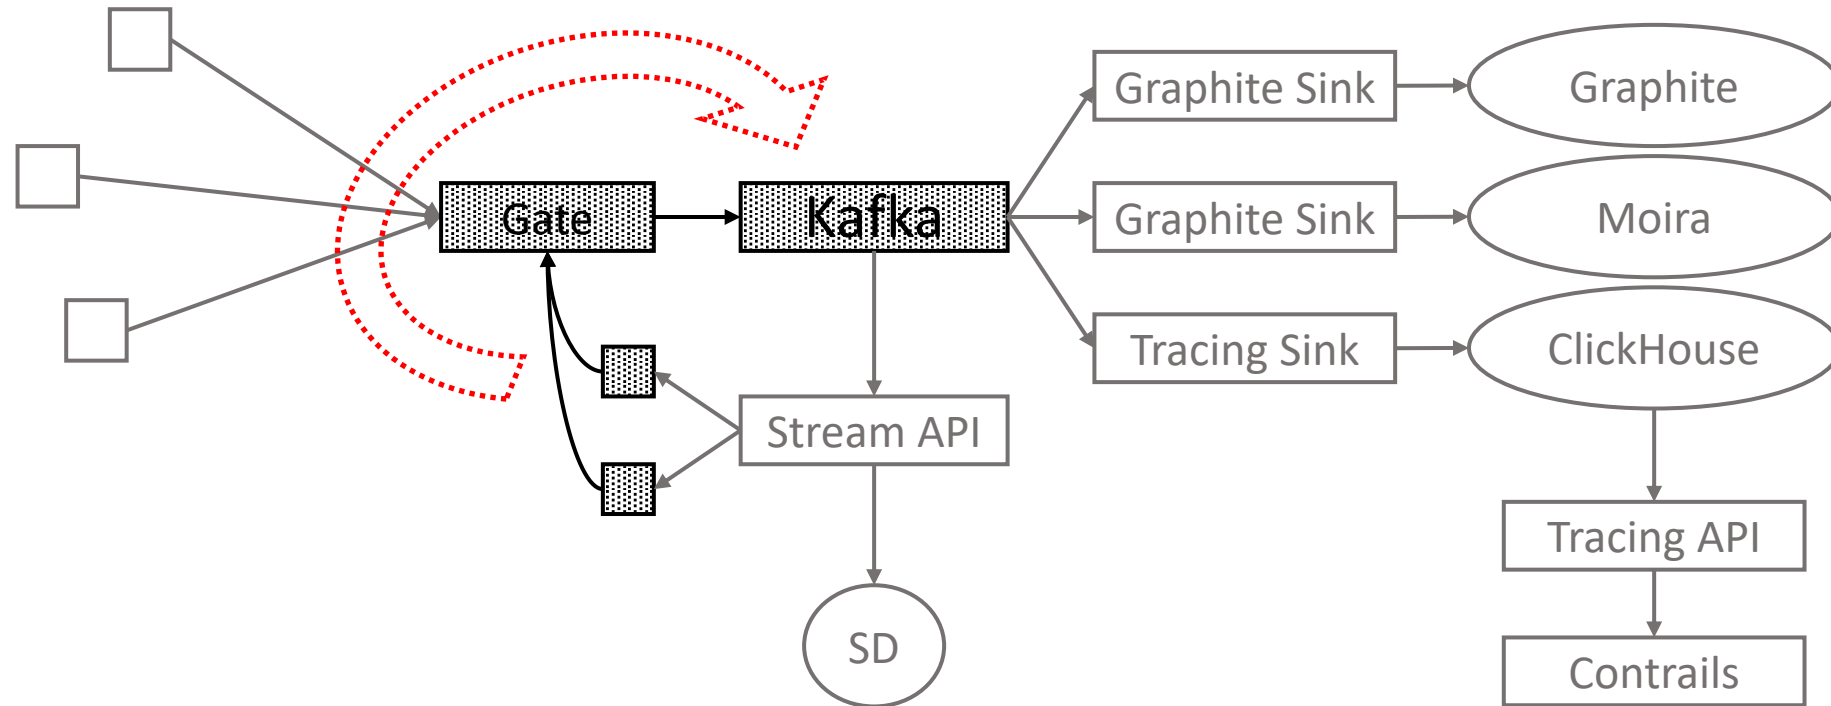 Graphite Sink
Graphite
Gate
Kafka
Graphite Sink
Moira
Tracing Sink
ClickHouse
Stream API
Tracing API
SD
Contrails